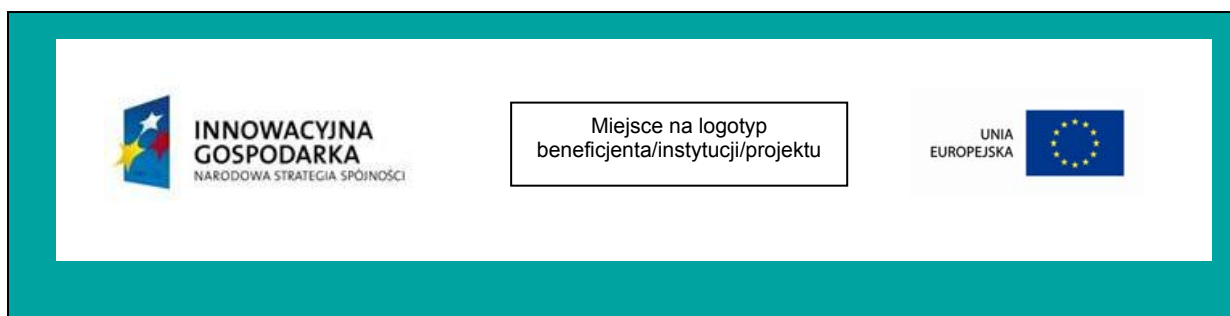 INNOWACYJNA
GOSPODARKA
NARODOWA STRATEGIA SPÓJNOŚCI
Miejsce na logotyp
beneficjenta/instytucji/projektu
UNIA
EUROPEJSKA